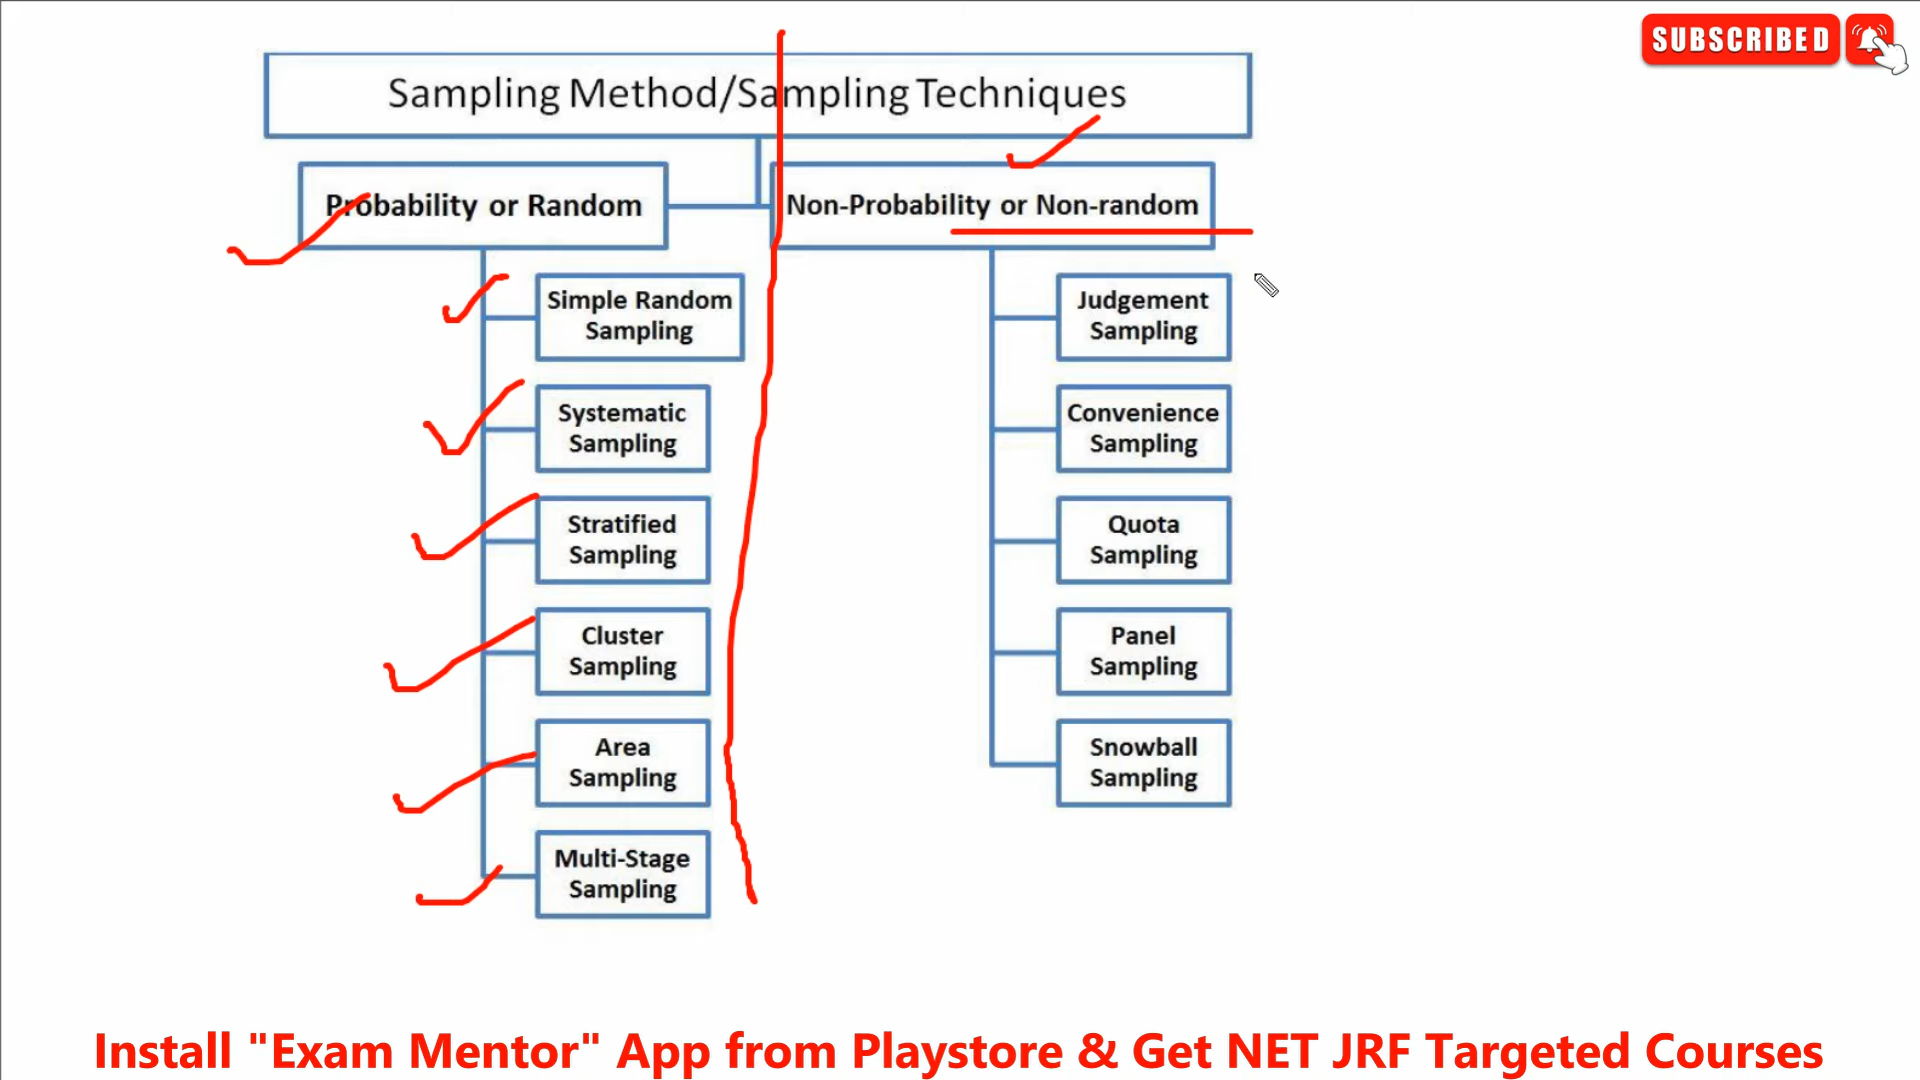 SUBSCRIBED
Sampling Method/Sampling Techniques
Probability or Random
Non-Probability or Non-random
Simple Random
Sampling
Systematic
Sampling
Stratified
Sampling
Cluster
Sampling
Area
Sampling
Multi-Stage
Sampling
Judgement
Sampling
Convenience
Sampling
Quota
Sampling
Panel
Sampling
Snowball
Sampling
Install "Exam Mentor" App from Playstore & Get NET JRF Targeted Courses